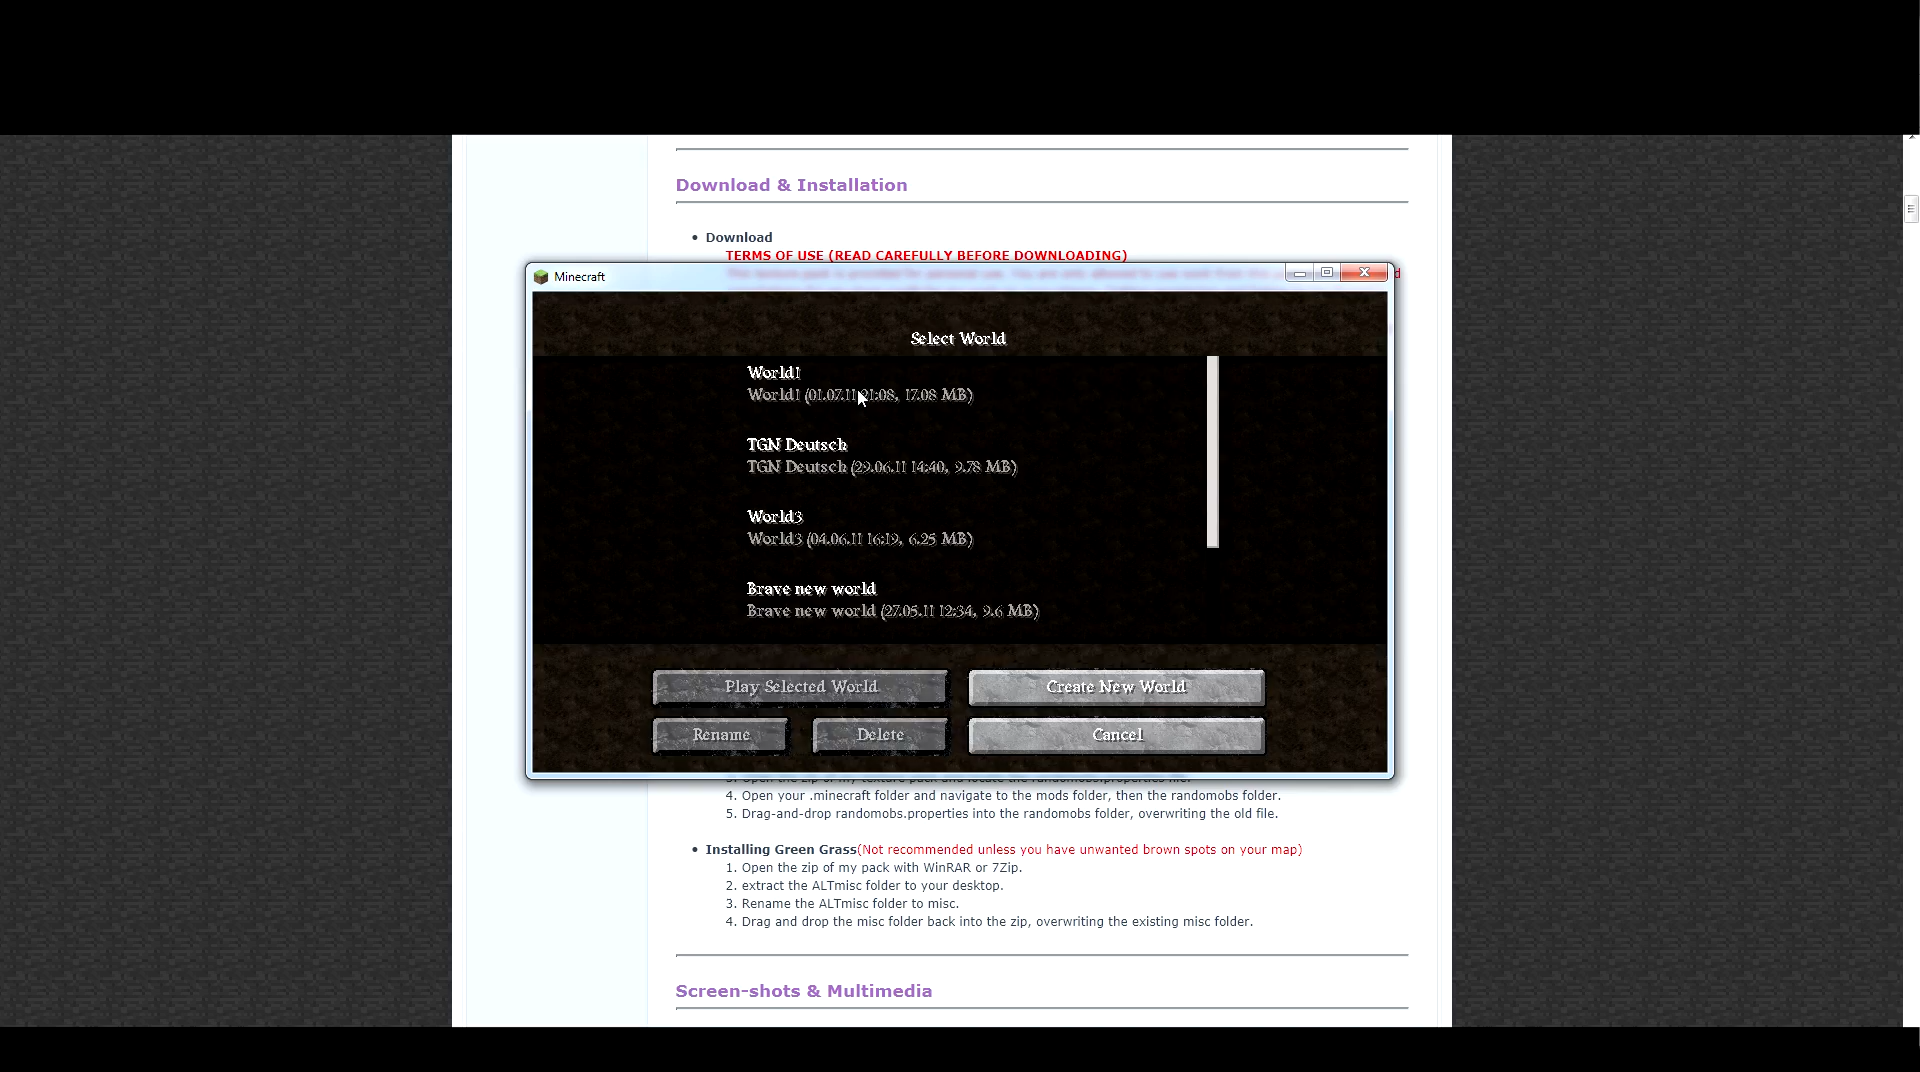 Download & Installation
Download
TERMS OF USE (READ CAREFULLY BEFORE DOWNLOADING)
Minecraft
Select World
World1
World1 (01.07.11 21:08, 17.08 MB)
TGN Deutsch
TGN Deutsch (29.06.11 14:40, 9.78 MB)
World3
World3 (04.06.11 16:19, 6.25 MB)
Brave new world
Brave new world (27.05.11 12:34, 9.6 MB)
Play Selected World
Create New World
Rename
Delete
Cancel
4. Open your .minecraft folder and navigate to the mods folder, then the randomobs folder.
5. Drag-and-drop randomobs.properties into the randomobs folder, overwriting the old file.
Installing Green Grass(Not recommended unless you have unwanted brown spots on your map)
1. Open the zip of my pack with WinRAR or 7Zip.
2. extract the ALTmisc folder to your desktop.
3. Rename the ALTmisc folder to misc.
4. Drag and drop the misc folder back into the zip, overwriting the existing misc folder.
Screen-shots & Multimedia